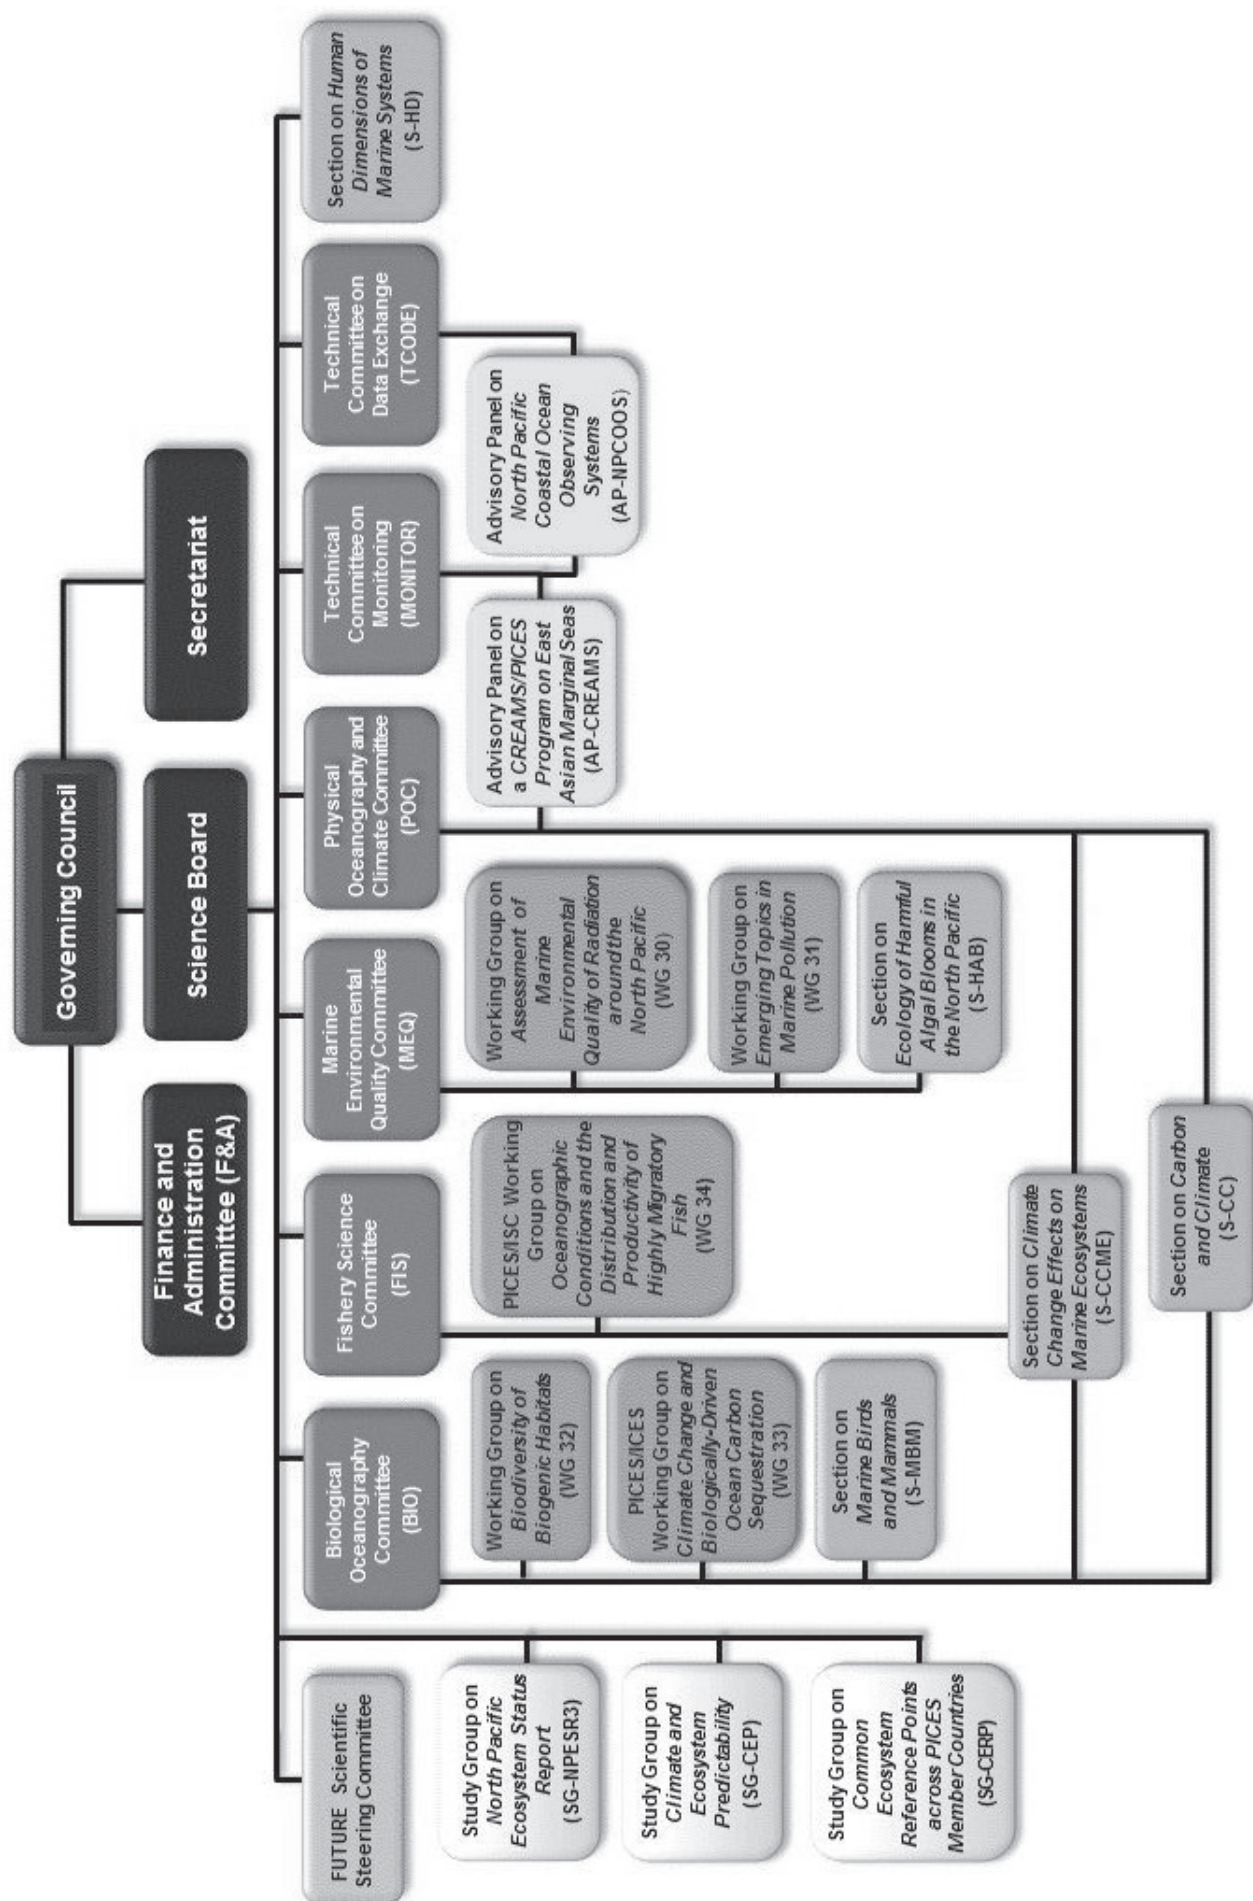 Governing Council
Finance and
Administration
Committee (F&A)
Science Board
Secretariat
FUTURE Scientific
Steering Committee
Biological
Oceanography
Committee
(BIO)
Fishery Science
Committee
(FIS)
Marine
Environmental
Quality Committee
(MEQ)
Physical
Oceanography and
Climate Committee
(POC)
Technical
Committee on
Monitoring
(MONITOR)
Technical
Committee on
Data Exchange
(TCODE)
Section on Human
Dimensions of
Marine Systems
(S-HD)
Study Group on
North Pacific
Ecosystem Status
Report
(SG-NPESR3)
Study Group on
Climate and
Ecosystem
Predictability
(SG-CEP)
Study Group on
Common
Ecosystem
Reference Points
across PICES
Member Countries
(SG-CERP)
Working Group on
Biodiversity of
Biogenic Habitats
(WG 32)
PICES/ICES
Working Group on
Climate Change and
Biologically-Driven
Ocean Carbon
Sequestration
(WG 33)
Section on
Marine Birds
and Mammals
(S-MBM)
PICES/ISC Working
Group on
Oceanographic
Conditions and the
Distribution and
Productivity of
Highly Migratory
Fish
(WG 34)
Working Group on
Assessment of
Marine
Environmental
Quality of Radiation
around the
North Pacific
(WG 30)
Working Group on
Emerging Topics in
Marine Pollution
(WG 31)
Section on
Ecology of Harmful
Algal Blooms in
the North Pacific
(S-HAB)
Advisory Panel on
a CREAMS/PICES
Program on East
Asian Marginal Seas
(AP-CREAMS)
Advisory Panel on
North Pacific
Coastal Ocean
Observing
Systems
(AP-NPCOOS)
Section on Climate
Change Effects on
Marine Ecosystems
(S-CCME)
Section on Carbon
and Climate
(S-CC)